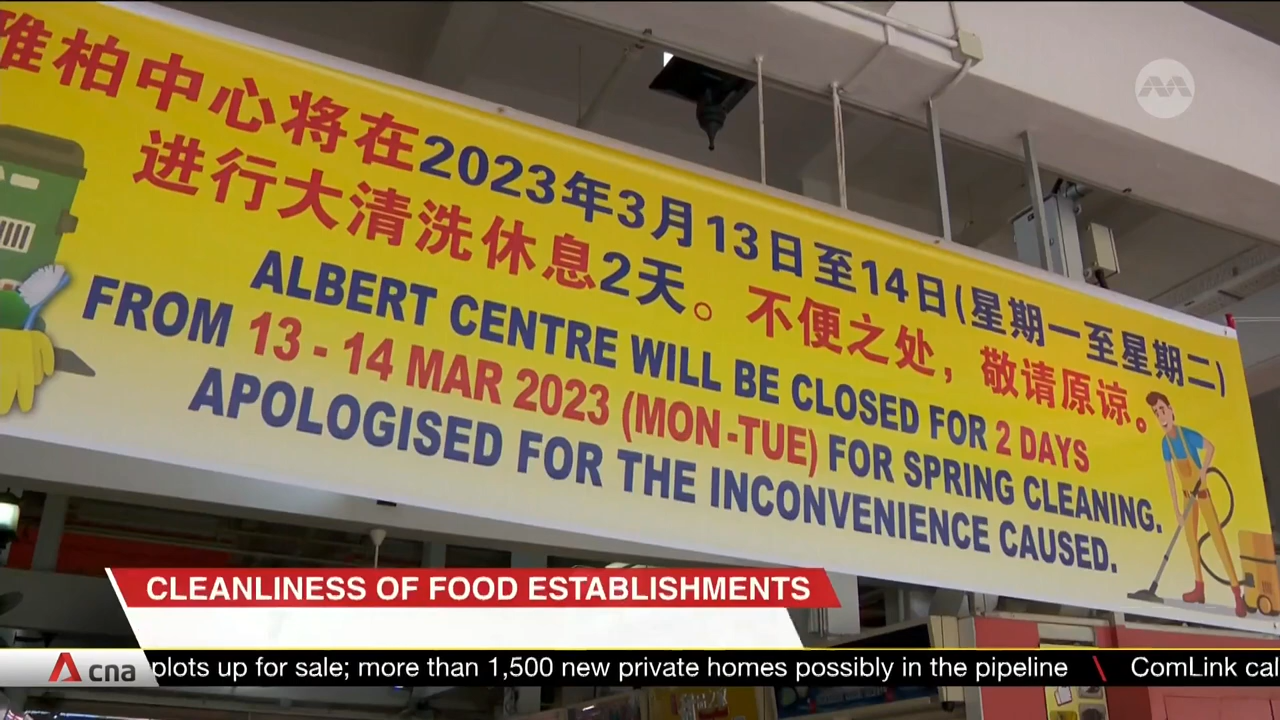 雅柏中心将在2023年3月13日至14日(星期一至星期二)
进行大清洗休息2天。不便之处，敬请原谅。
ALBERT CENTRE WILL BE CLOSED FOR 2 DAYS
FROM 13 - 14 MAR 2023 (MON-TUE) FOR SPRING CLEANING.
APOLOGISED FOR THE INCONVENIENCE CAUSED.
CLEANLINESS OF FOOD ESTABLISHMENTS
cna plots up for sale; more than 1,500 new private homes possibly in the pipeline \ ComLink cal